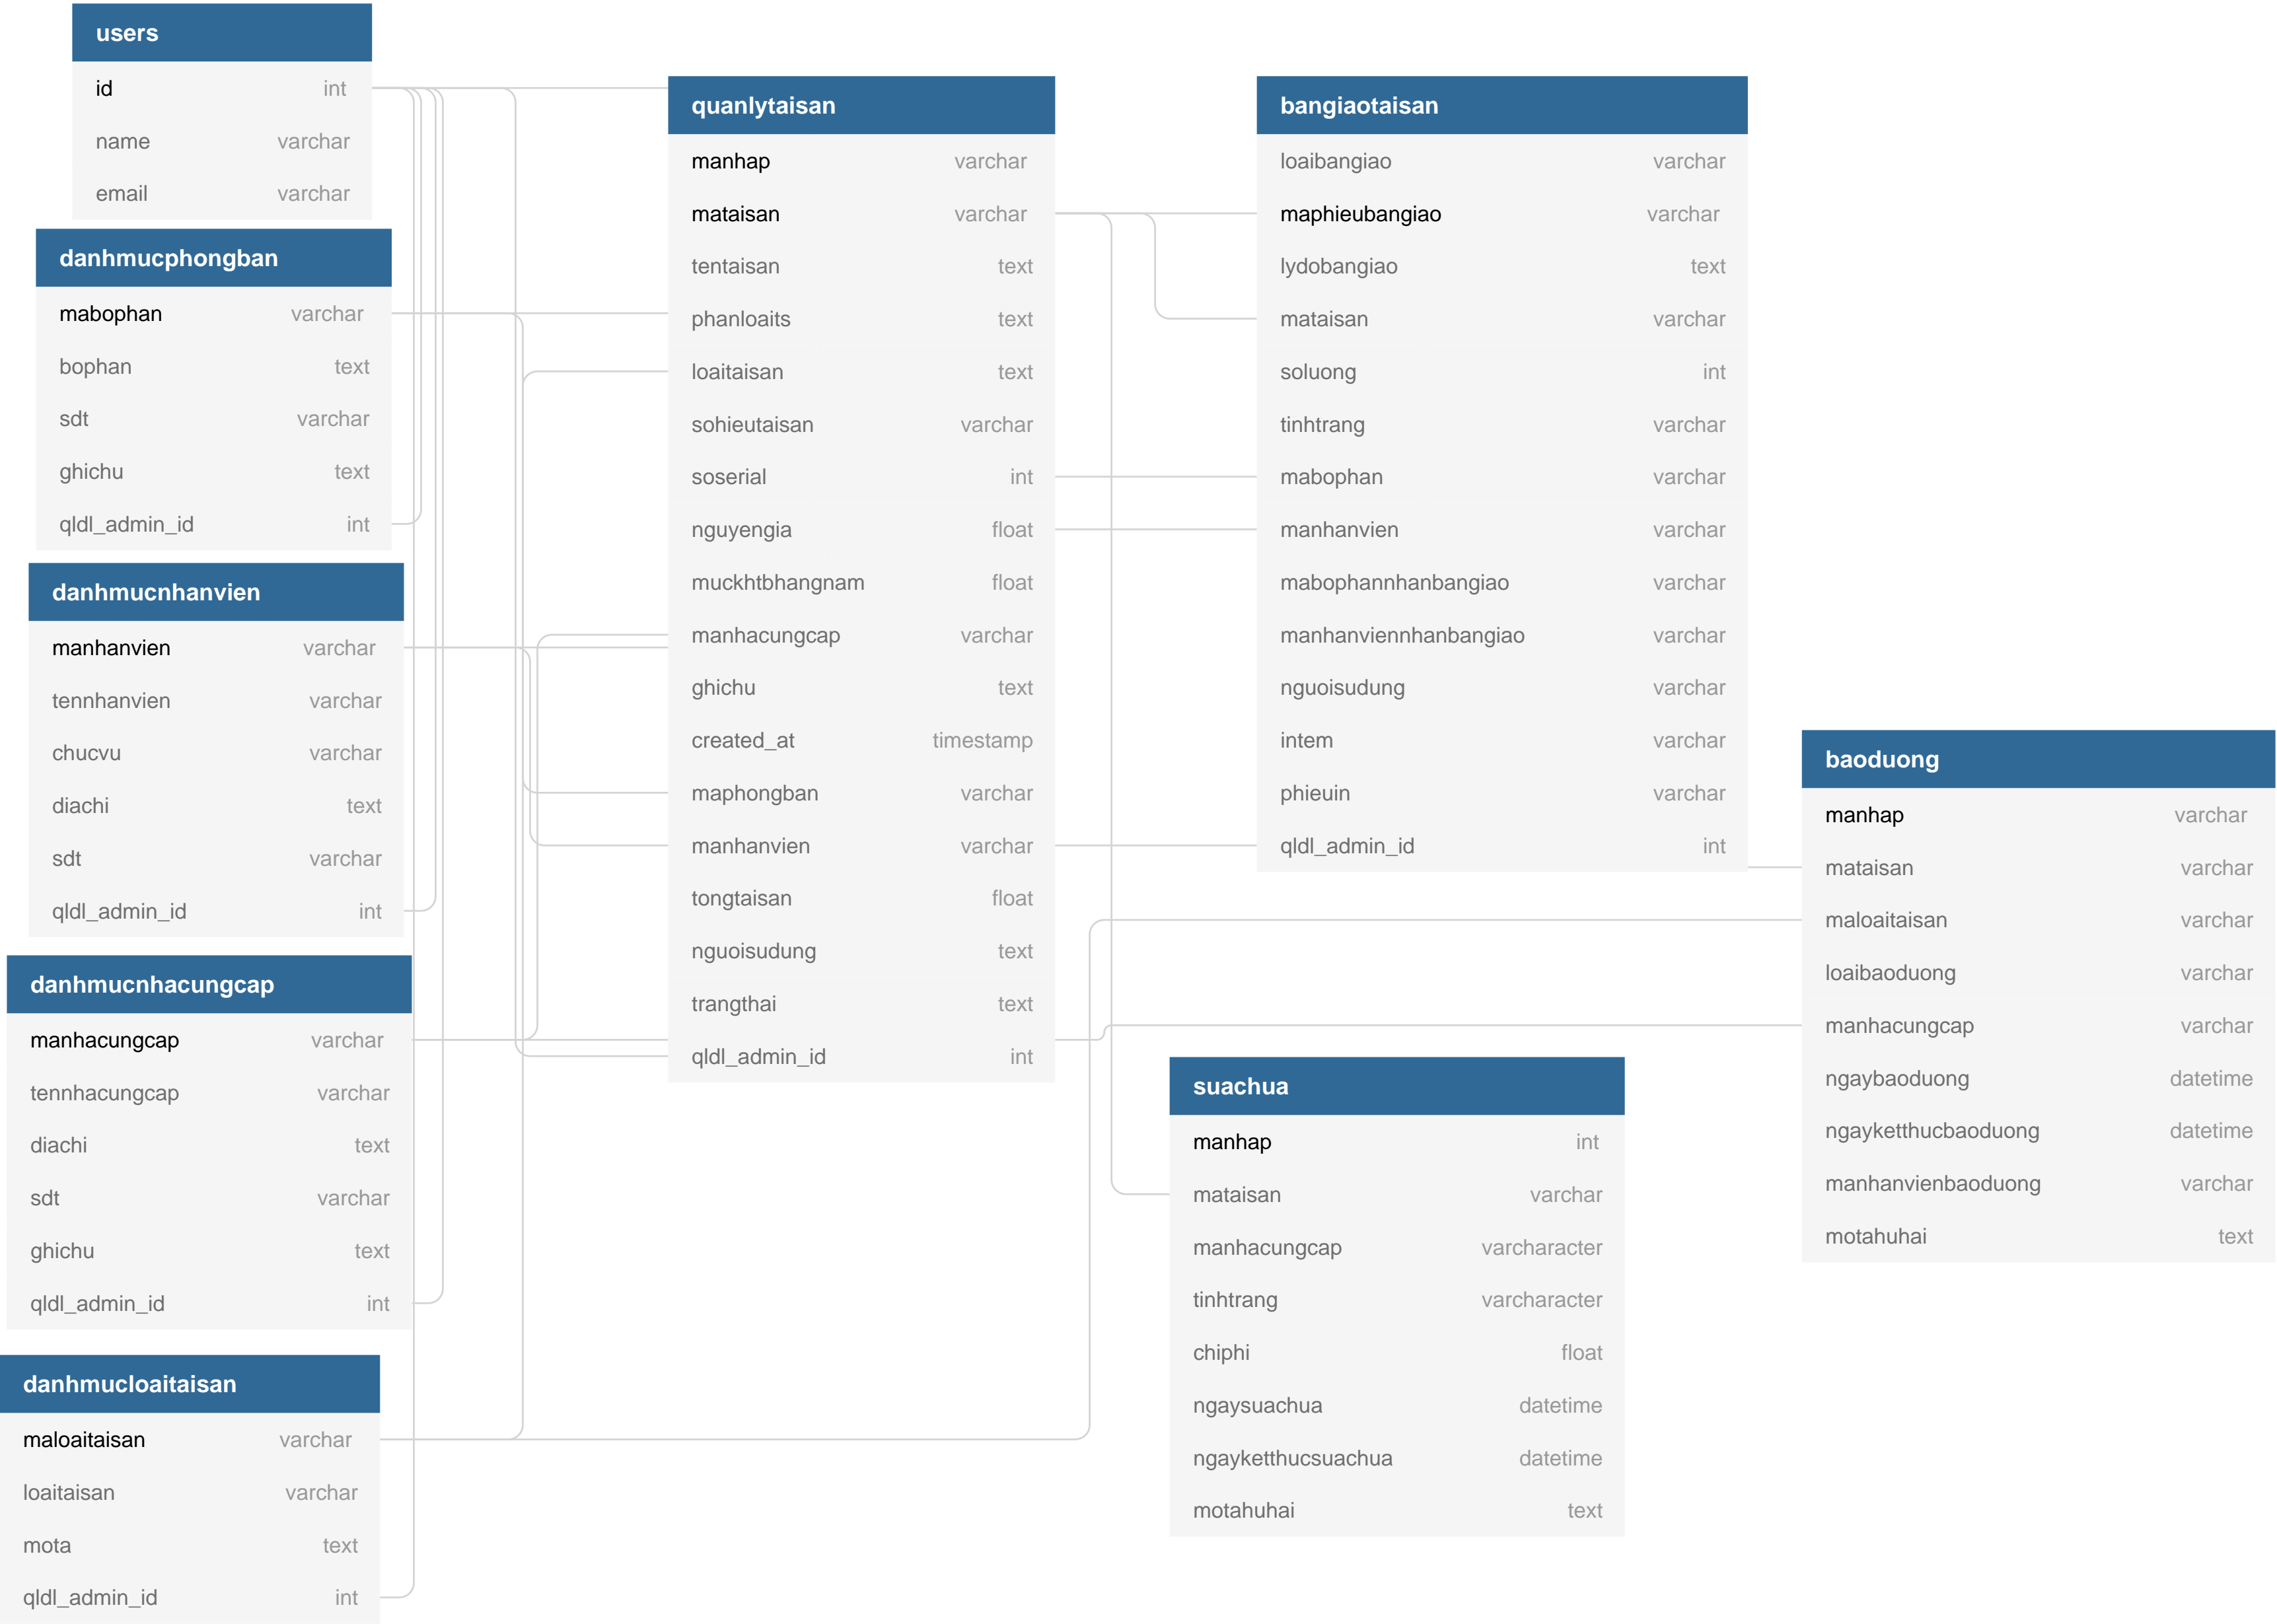 users
id int
name varchar
email varchar
danhmucphongban
mabophan varchar
bophan text
sdt varchar
ghichu text
qldl_admin_id int
danhmucnhanvien
manhanvien varchar
tennhanvien varchar
chucvu varchar
diachi text
sdt varchar
qldl_admin_id int
danhmucnhacungcap
manhacungcap varchar
tennhacungcap varchar
diachi text
sdt varchar
ghichu text
qldl_admin_id int
danhmucloaitaisan
maloaitaisan varchar
loaitaisan varchar
mota text
qldl_admin_id int
quanlytaisan
manhap varchar
mataisan varchar
tentaisan text
phanloaits text
loaitaisan text
sohieutaisan varchar
soserial int
nguyengia float
muckhtbhangnam float
manhacungcap varchar
ghichu text
created_at timestamp
maphongban varchar
manhanvien varchar
tongtaisan float
nguoisudung text
trangthai text
qldl_admin_id int
bangiaotaisan
loaibangiao varchar
maphieubangiao varchar
lydobangiao text
mataisan varchar
soluong int
tinhtrang varchar
mabophan varchar
manhanvien varchar
mabophannhanbangiao varchar
manhanviennhanbangiao varchar
nguoisudung varchar
intem varchar
phieuin varchar
qldl_admin_id int
suachua
manhap int
mataisan varchar
manhacungcap varcharacter
tinhtrang varcharacter
chiphi float
ngaysuachua datetime
ngayketthucsuachua datetime
motahuhai text
baoduong
manhap varchar
mataisan varchar
maloaitaisan varchar
loaibaoduong varchar
manhacungcap varchar
ngaybaoduong datetime
ngayketthucbaoduong datetime
manhanvienbaoduong varchar
motahuhai text